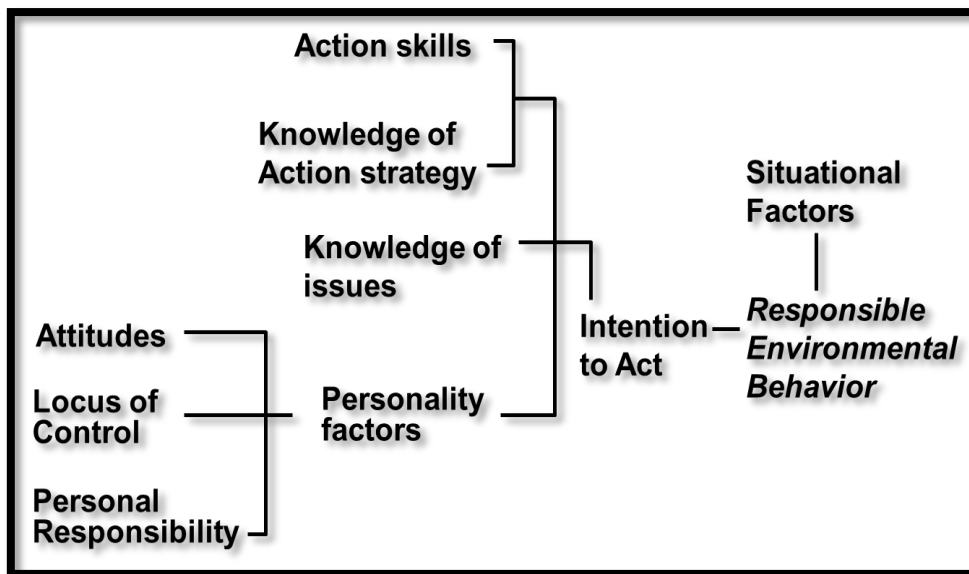 Action skills
Knowledge of
Action strategy
Knowledge of
issues
Attitudes
Locus of
Control
Personal
Responsibility
Personality
factors
Intention
to Act
Situational
Factors
Responsible
Environmental
Behavior